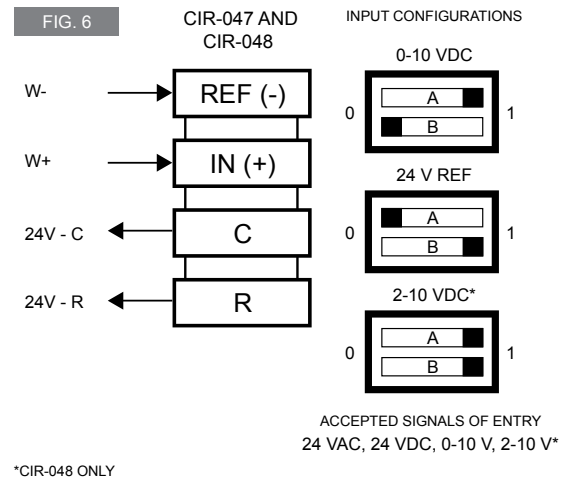 FIG. 6
CIR-047 AND
CIR-048
W-
REF (-)
W+
IN (+)
24V - C
C
24V - R
R
INPUT CONFIGURATIONS
0-10 VDC
0
A
B
1
24 V REF
0
A
B
1
2-10 VDC*
0
A
B
1
ACCEPTED SIGNALS OF ENTRY
24 VAC, 24 VDC, 0-10 V, 2-10 V*
*CIR-048 ONLY